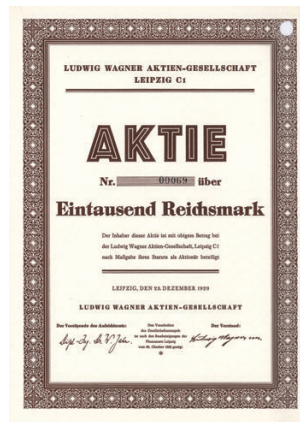 LUDWIG WAGNER AKTIEN-GESELLSCHAFT
LEIPZIG C1
AKTIE
Nr. 00069 über
Eintausend Reichsmark
Der Inhaber dieser Aktie ist mit obigem Betrag bei
der Ludwig Wagner Aktien-Gesellschaft, Leipzig C1
nach Maßgabe ihres Statuts als Aktionär beteiligt
LEIPZIG, DEN 23. DEZEMBER 1929
LUDWIG WAGNER AKTIEN-GESELLSCHAFT
Der Vorsitzende des Aufsichtsrats:
Der Vorstand: